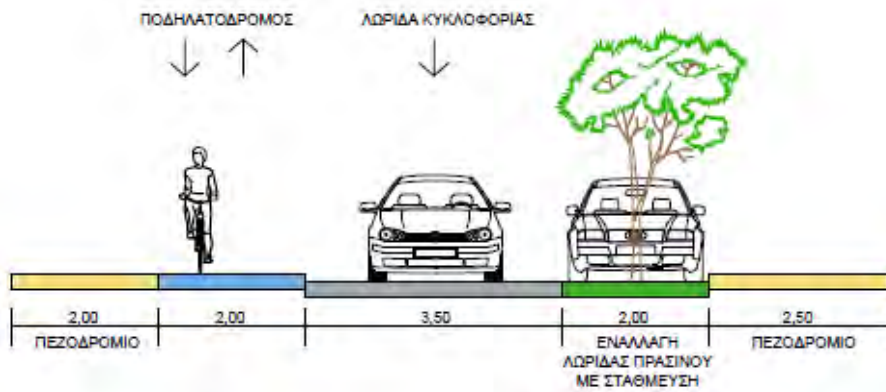 ΠΟΔΗΛΑΤΟΔΡΟΜΟΣ ΛΩΡΙΔΑ ΚΥΚΛΟΦΟΡΙΑΣ
2,00 2,00 3,50 2,00 2,50
ΠΕΖΟΔΡΟΜΙΟ ΕΝΑΛΛΑΓΗ ΠΕΖΟΔΡΟΜΙΟ
ΛΩΡΙΔΑΣ ΠΡΑΣΙΝΟΥ
ΜΕ ΣΤΑΘΜΕΥΣΗ